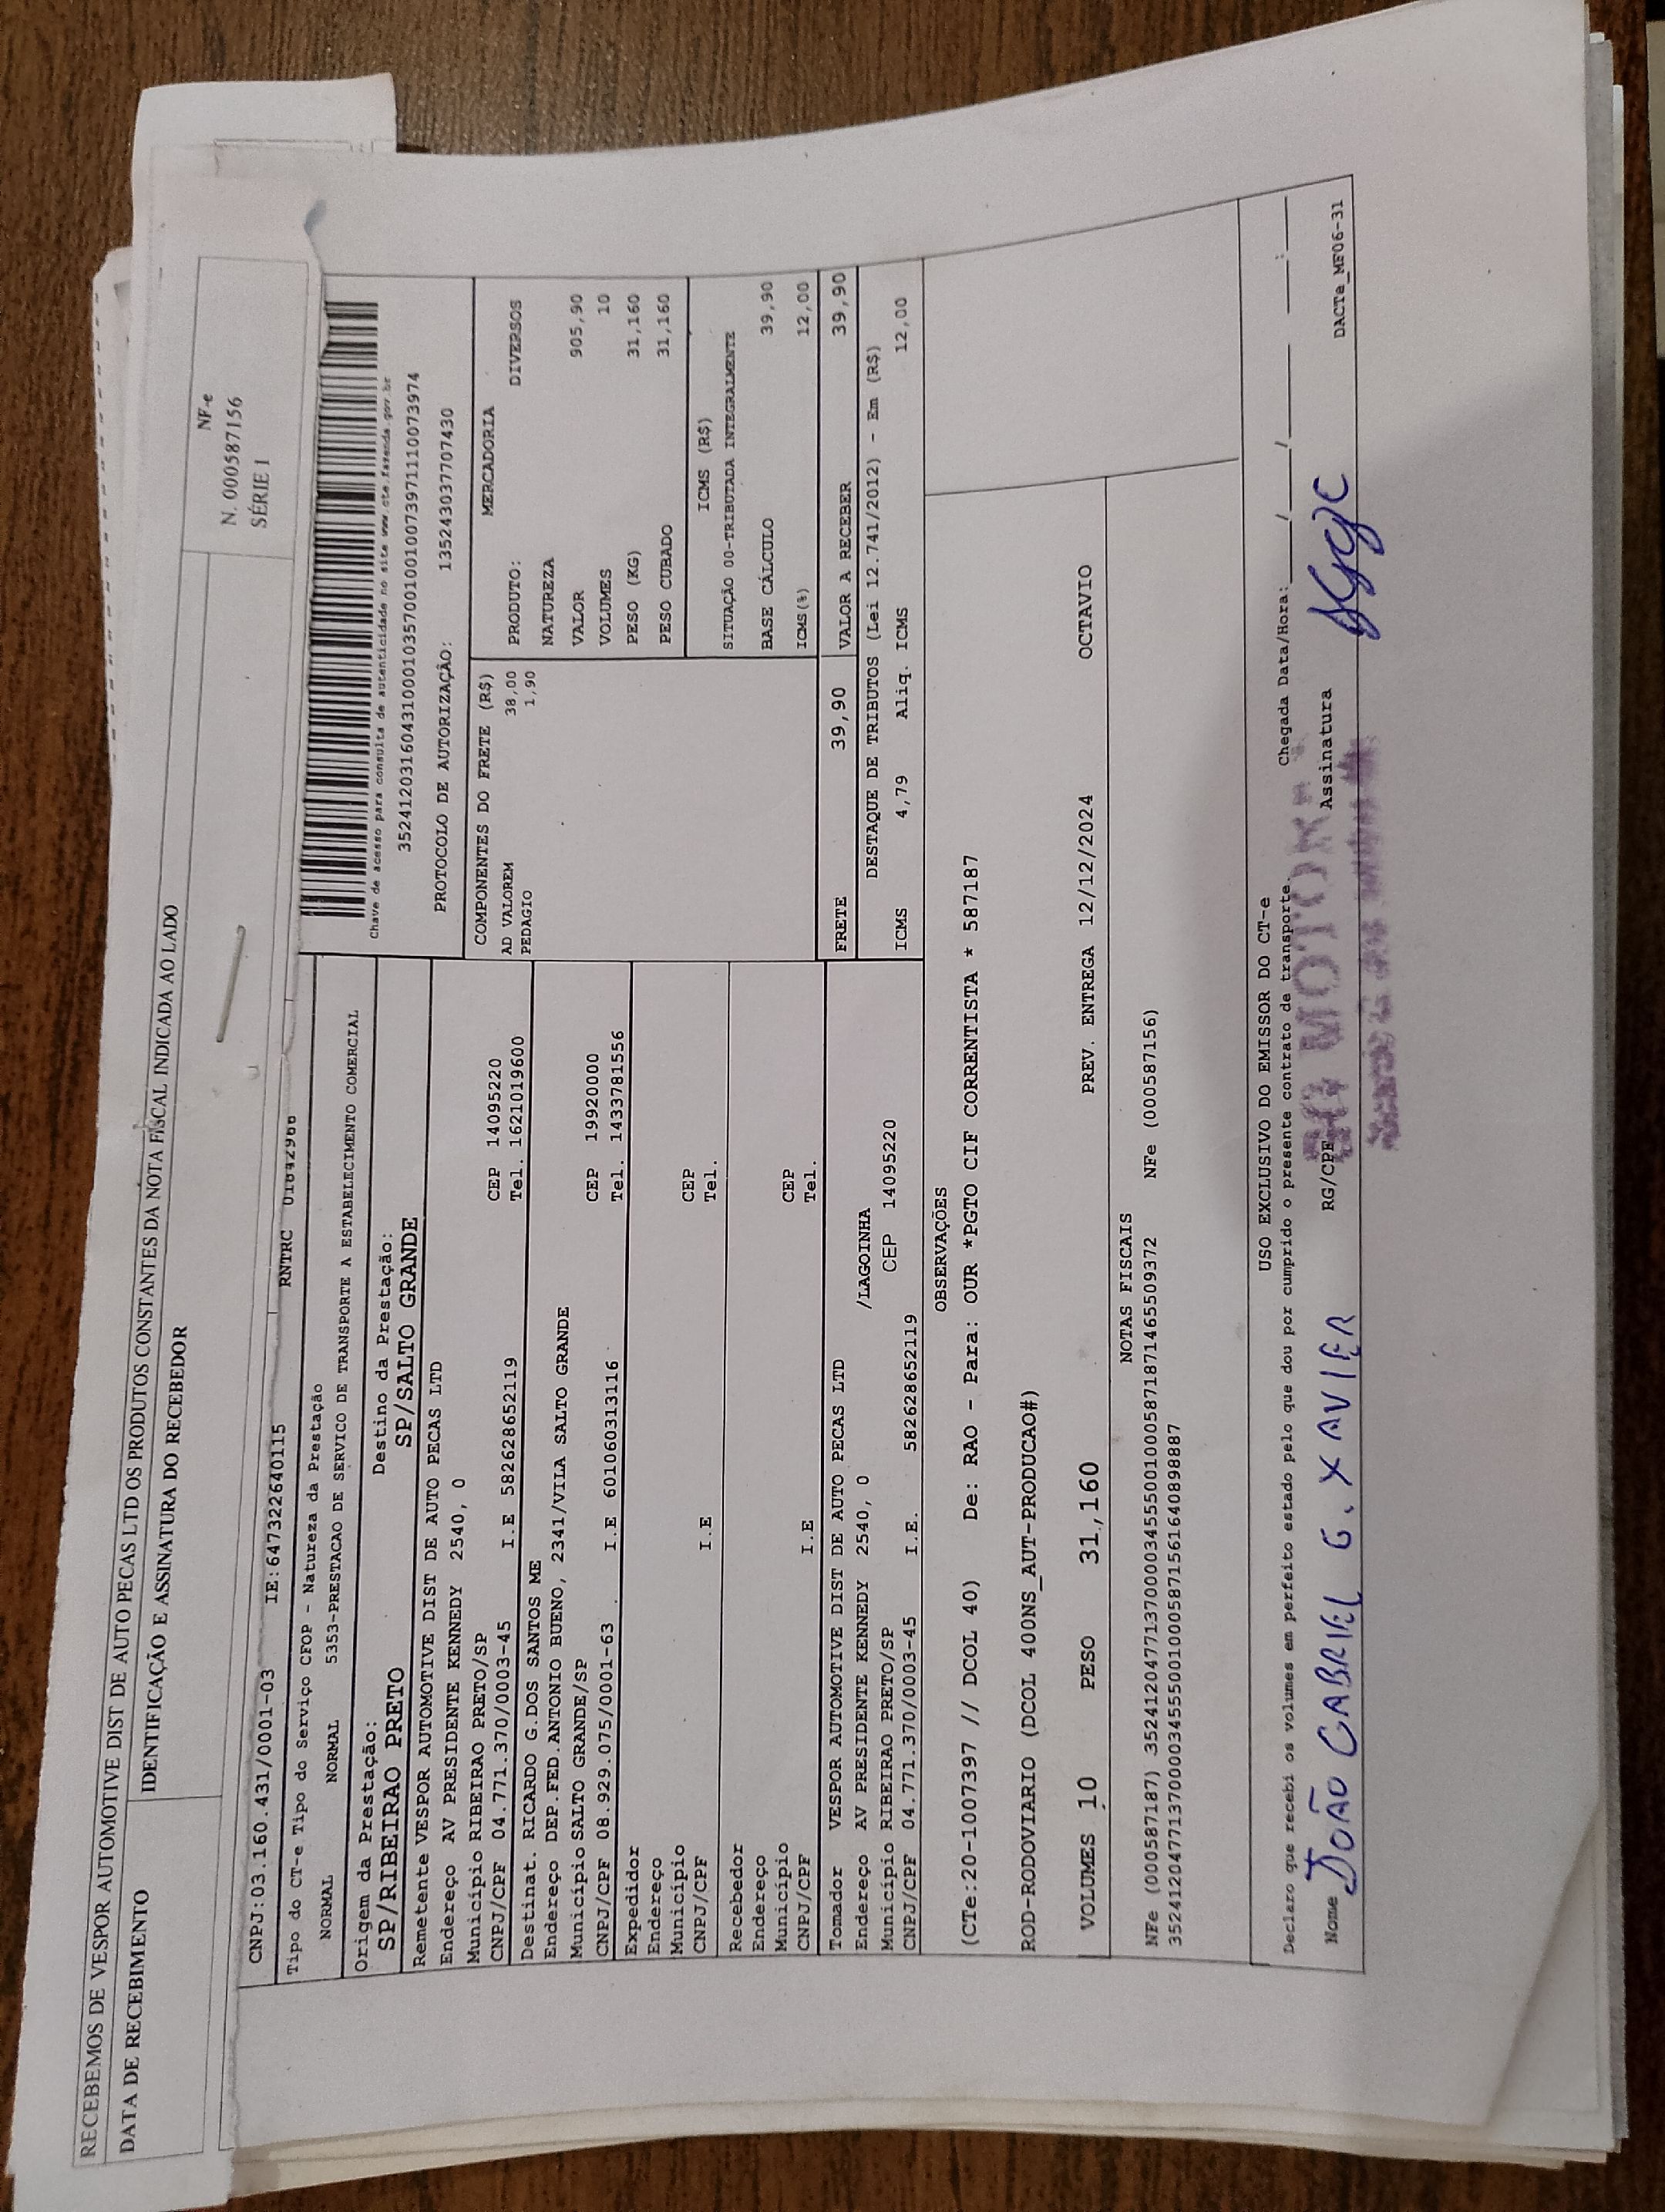 RECEBEMOS DE VESPOR AUTOMOTIVE DIST DE AUTO PECAS LTD OS PRODUTOS CONSTANTES DA NOTA FISCAL INDICADA AO LADO
DATA DE RECEBIMENTO
IDENTIFICAÇÃO E ASSINATURA DO RECEBEDOR
NF-e
N. 000587156
SÉRIE 1
CNPJ:03.160.431/0001-03 IE:647322640115
RNTRC 01842966
Tipo do CT-e Tipo do Serviço CFOP - Natureza da Prestação
NORMAL NORMAL 5353-PRESTACAO DE SERVICO DE TRANSPORTE A ESTABELECIMENTO COMERCIAL
Origem da Prestação: Destino da Prestação:
SP/RIBEIRAO PRETO SP/SALTO GRANDE
Chave de acesso para consulta de autenticidade no site www.cte.fazenda.gov.br
35241203160431000103570010010073971110073974
PROTOCOLO DE AUTORIZAÇÃO: 135243037707430
Remetente VESPOR AUTOMOTIVE DIST DE AUTO PECAS LTD
Endereço AV PRESIDENTE KENNEDY 2540, 0
Município RIBEIRAO PRETO/SP CEP 14095220
CNPJ/CPF 04.771.370/0003-45 I.E 582628652119 Tel. 1621019600
Destinat. RICARDO G.DOS SANTOS ME
Endereço DEP.FED.ANTONIO BUENO, 2341/VILA SALTO GRANDE
Município SALTO GRANDE/SP CEP 19920000
CNPJ/CPF 08.929.075/0001-63 I.E 601060313116 Tel. 1433781556
Expedidor
Endereço
Município CEP
CNPJ/CPF I.E Tel.
Recebedor
Endereço
Município CEP
CNPJ/CPF I.E Tel.
Tomador VESPOR AUTOMOTIVE DIST DE AUTO PECAS LTD
Endereço AV PRESIDENTE KENNEDY 2540, 0 /LAGOINHA
Município RIBEIRAO PRETO/SP CEP 14095220
CNPJ/CPF 04.771.370/0003-45 I.E. 582628652119
COMPONENTES DO FRETE (R$)
AD VALOREM 38,00
PEDAGIO 1,90
MERCADORIA
PRODUTO: DIVERSOS
NATUREZA
VALOR 905,90
VOLUMES 10
PESO (KG) 31,160
PESO CUBADO 31,160
ICMS (R$)
SITUAÇÃO 00-TRIBUTADA INTEGRALMENTE
BASE CÁLCULO 39,90
ICMS(%) 12,00
FRETE 39,90 VALOR A RECEBER 39,90
DESTAQUE DE TRIBUTOS (Lei 12.741/2012) - Em (R$)
ICMS 4,79 Aliq. ICMS 12,00
OBSERVAÇÕES
(CTe:20-1007397 // DCOL 40) De: RAO - Para: OUR *PGTO CIF CORRENTISTA * 587187
ROD-RODOVIARIO (DCOL 400NS_AUT-PRODUCAO#)
VOLUMES 10 PESO 31,160 PREV. ENTREGA 12/12/2024 OCTAVIO
NOTAS FISCAIS
NFe (000587187) 35241204771370000345550010005871871465509372 NFe (000587156)
35241204771370000345550010005871561640898887
USO EXCLUSIVO DO EMISSOR DO CT-e
Declaro que recebi os volumes em perfeito estado pelo que dou por cumprido o presente contrato de transporte.
Chegada Data/Hora: ___/___/___ ___:___
Nome JOÃO GABRIEL G. XAVIER RG/CPF Assinatura
DACTe_MF06-31